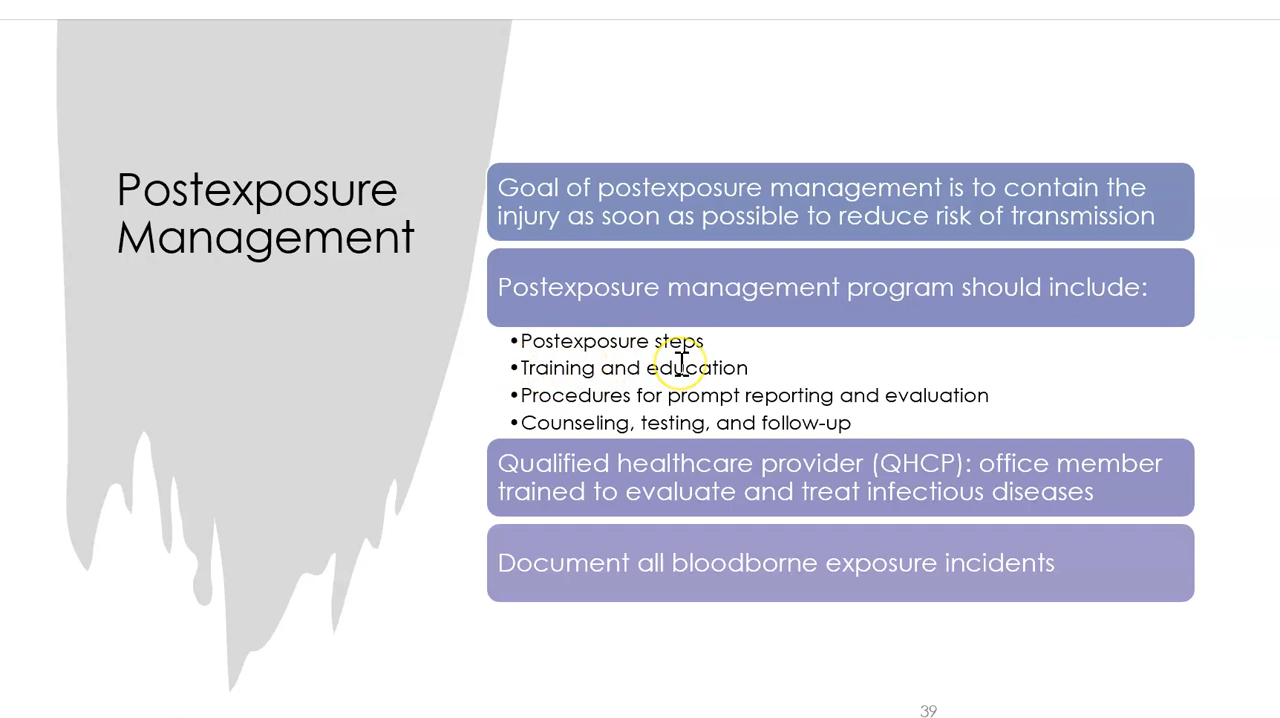 Postexposure
Management
Goal of postexposure management is to contain the
injury as soon as possible to reduce risk of transmission
Postexposure management program should include:
•Postexposure steps
•Training and education
•Procedures for prompt reporting and evaluation
•Counseling, testing, and follow-up
Qualified healthcare provider (QHCP): office member
trained to evaluate and treat infectious diseases
Document all bloodborne exposure incidents
39